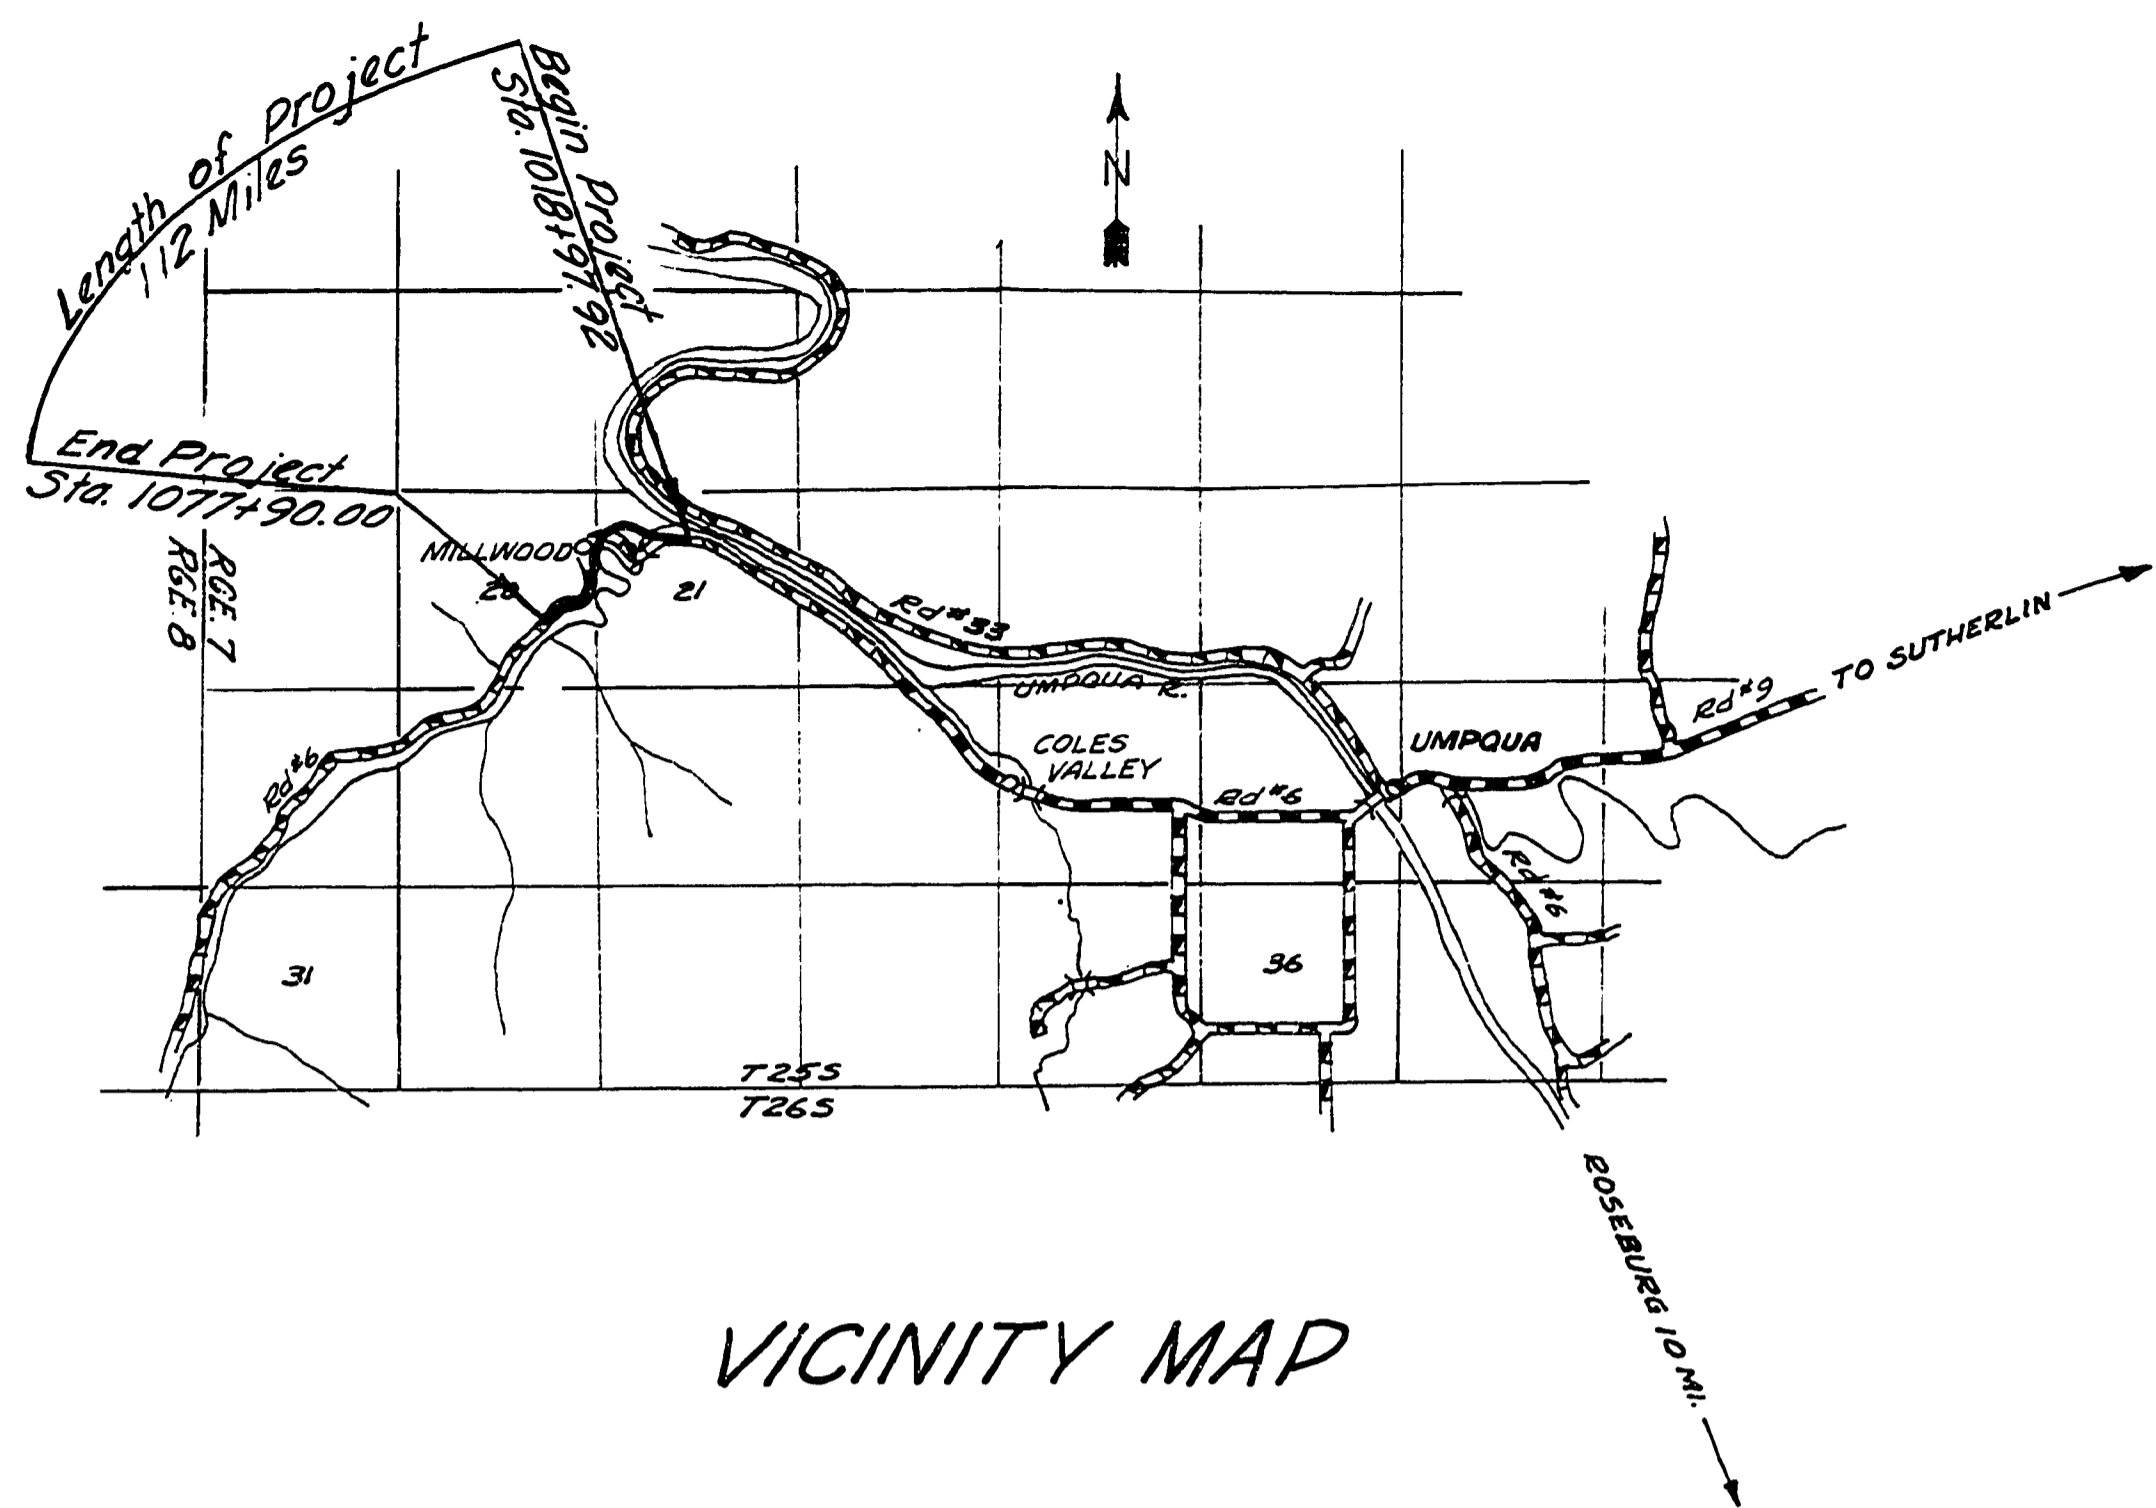 Length of Project
1.12 Miles
Begin Project
Sta. 1018+97.92
N
End Project
Sta. 1077+90.00
RGE. 7
RGE. 8
MILLWOOD
20
21
Rd #33
UMPQUA R.
TO SUTHERLIN
Rd #9
UMPQUA
COLES
VALLEY
Rd #6
Rd #6
Rd #6
31
36
T25S
T26S
ROSEBURG 10 MI.
VICINITY MAP